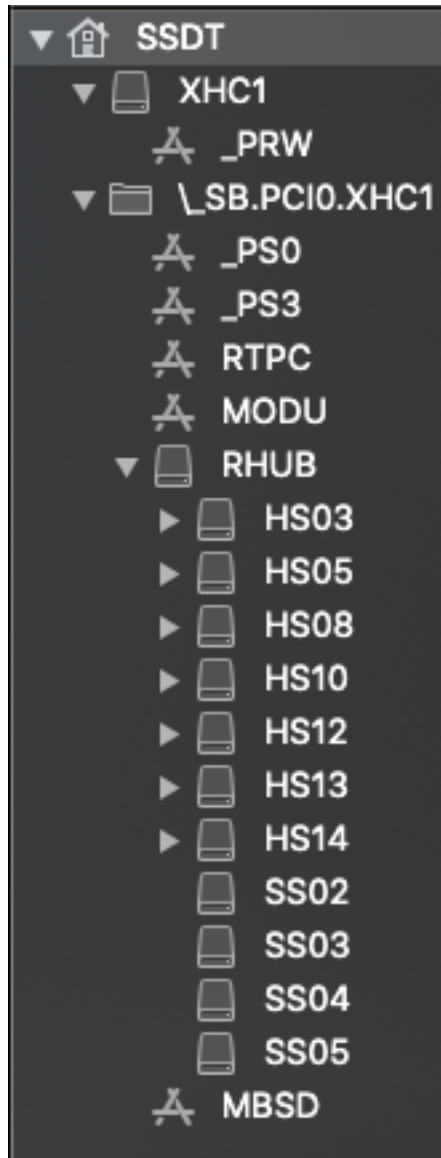 SSDT
XHC1
_PRW
\_SB.PCI0.XHC1
_PS0
_PS3
RTPC
MODU
RHUB
HS03
HS05
HS08
HS10
HS12
HS13
HS14
SS02
SS03
SS04
SS05
MBSD